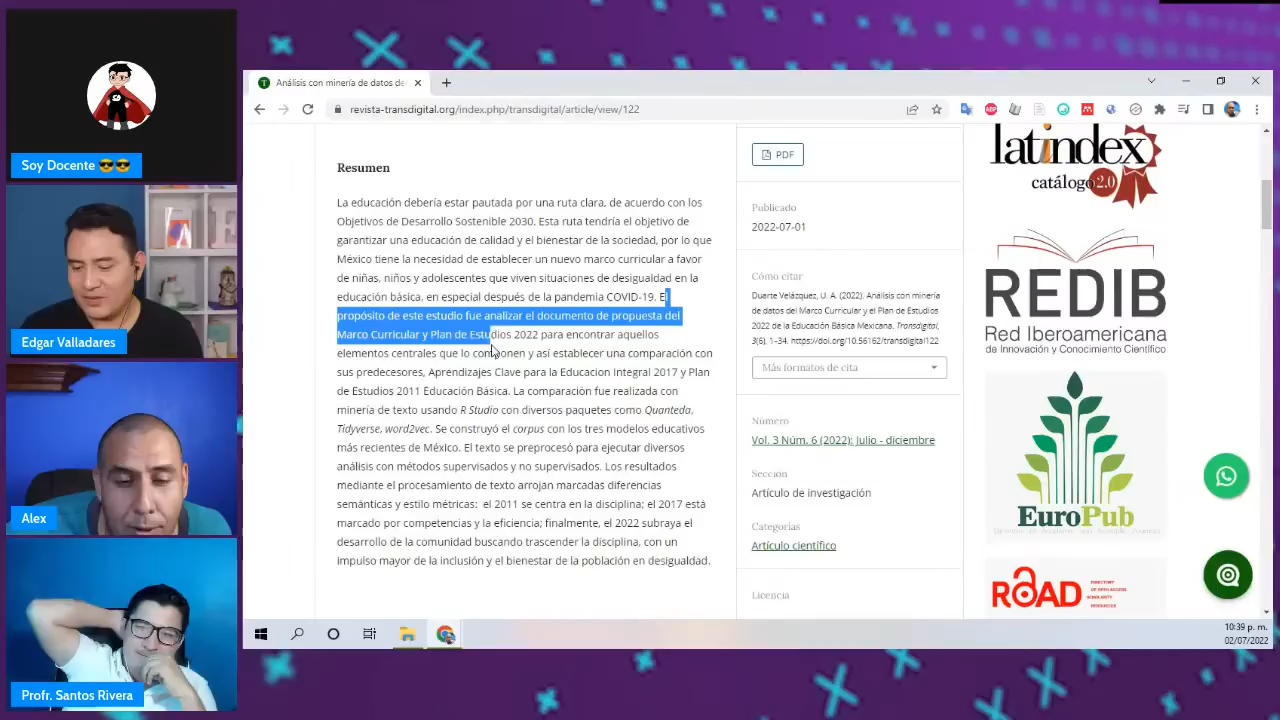 Soy Docente 😎😎
Edgar Valladares
Alex
Profr. Santos Rivera
Análisis con minería de datos de
revista-transdigital.org/index.php/transdigital/article/view/122
Resumen
La educación debería estar pautada por una ruta clara, de acuerdo con los
Objetivos de Desarrollo Sostenible 2030. Esta ruta tendría el objetivo de
garantizar una educación de calidad y el bienestar de la sociedad, por lo que
México tiene la necesidad de establecer un nuevo marco curricular a favor
de niñas, niños y adolescentes que viven situaciones de desigualdad en la
educación básica, en especial después de la pandemia COVID-19. El
propósito de este estudio fue analizar el documento de propuesta del
Marco Curricular y Plan de Estudios 2022 para encontrar aquellos
elementos centrales que lo componen y así establecer una comparación con
sus predecesores, Aprendizajes Clave para la Educacion Integral 2017 y Plan
de Estudios 2011 Educación Básica. La comparación fue realizada con
minería de texto usando R Studio con diversos paquetes como Quanteda,
Tidyverse, word2vec. Se construyó el corpus con los tres modelos educativos
más recientes de México. El texto se preprocesó para ejecutar diversos
análisis con métodos supervisados y no supervisados. Los resultados
mediante el procesamiento de texto arrojan marcadas diferencias
semánticas y estilo métricas: el 2011 se centra en la disciplina; el 2017 está
marcado por competencias y la eficiencia; finalmente, el 2022 subraya el
desarrollo de la comunidad buscando trascender la disciplina, con un
impulso mayor de la inclusión y el bienestar de la población en desigualdad.
PDF
Publicado
2022-07-01
Cómo citar
Duarte Velázquez, U. A. (2022). Análisis con minería
de datos del Marco Curricular y el Plan de Estudios
2022 de la Educación Básica Mexicana. Transdigital,
3(6), 1–34. https://doi.org/10.56162/transdigital122
Más formatos de cita
Número
Vol. 3 Núm. 6 (2022): Julio - diciembre
Sección
Artículo de investigación
Categorías
Artículo científico
Licencia
latindex
catálogo 2.0
REDIB
Red Iberoamericana
de Innovación y Conocimiento Científico
EuroPub
ROAD
DIRECTORY
OF OPEN ACCESS
SCHOLARLY
RESOURCES
ABP
10:39 p. m.
02/07/2022